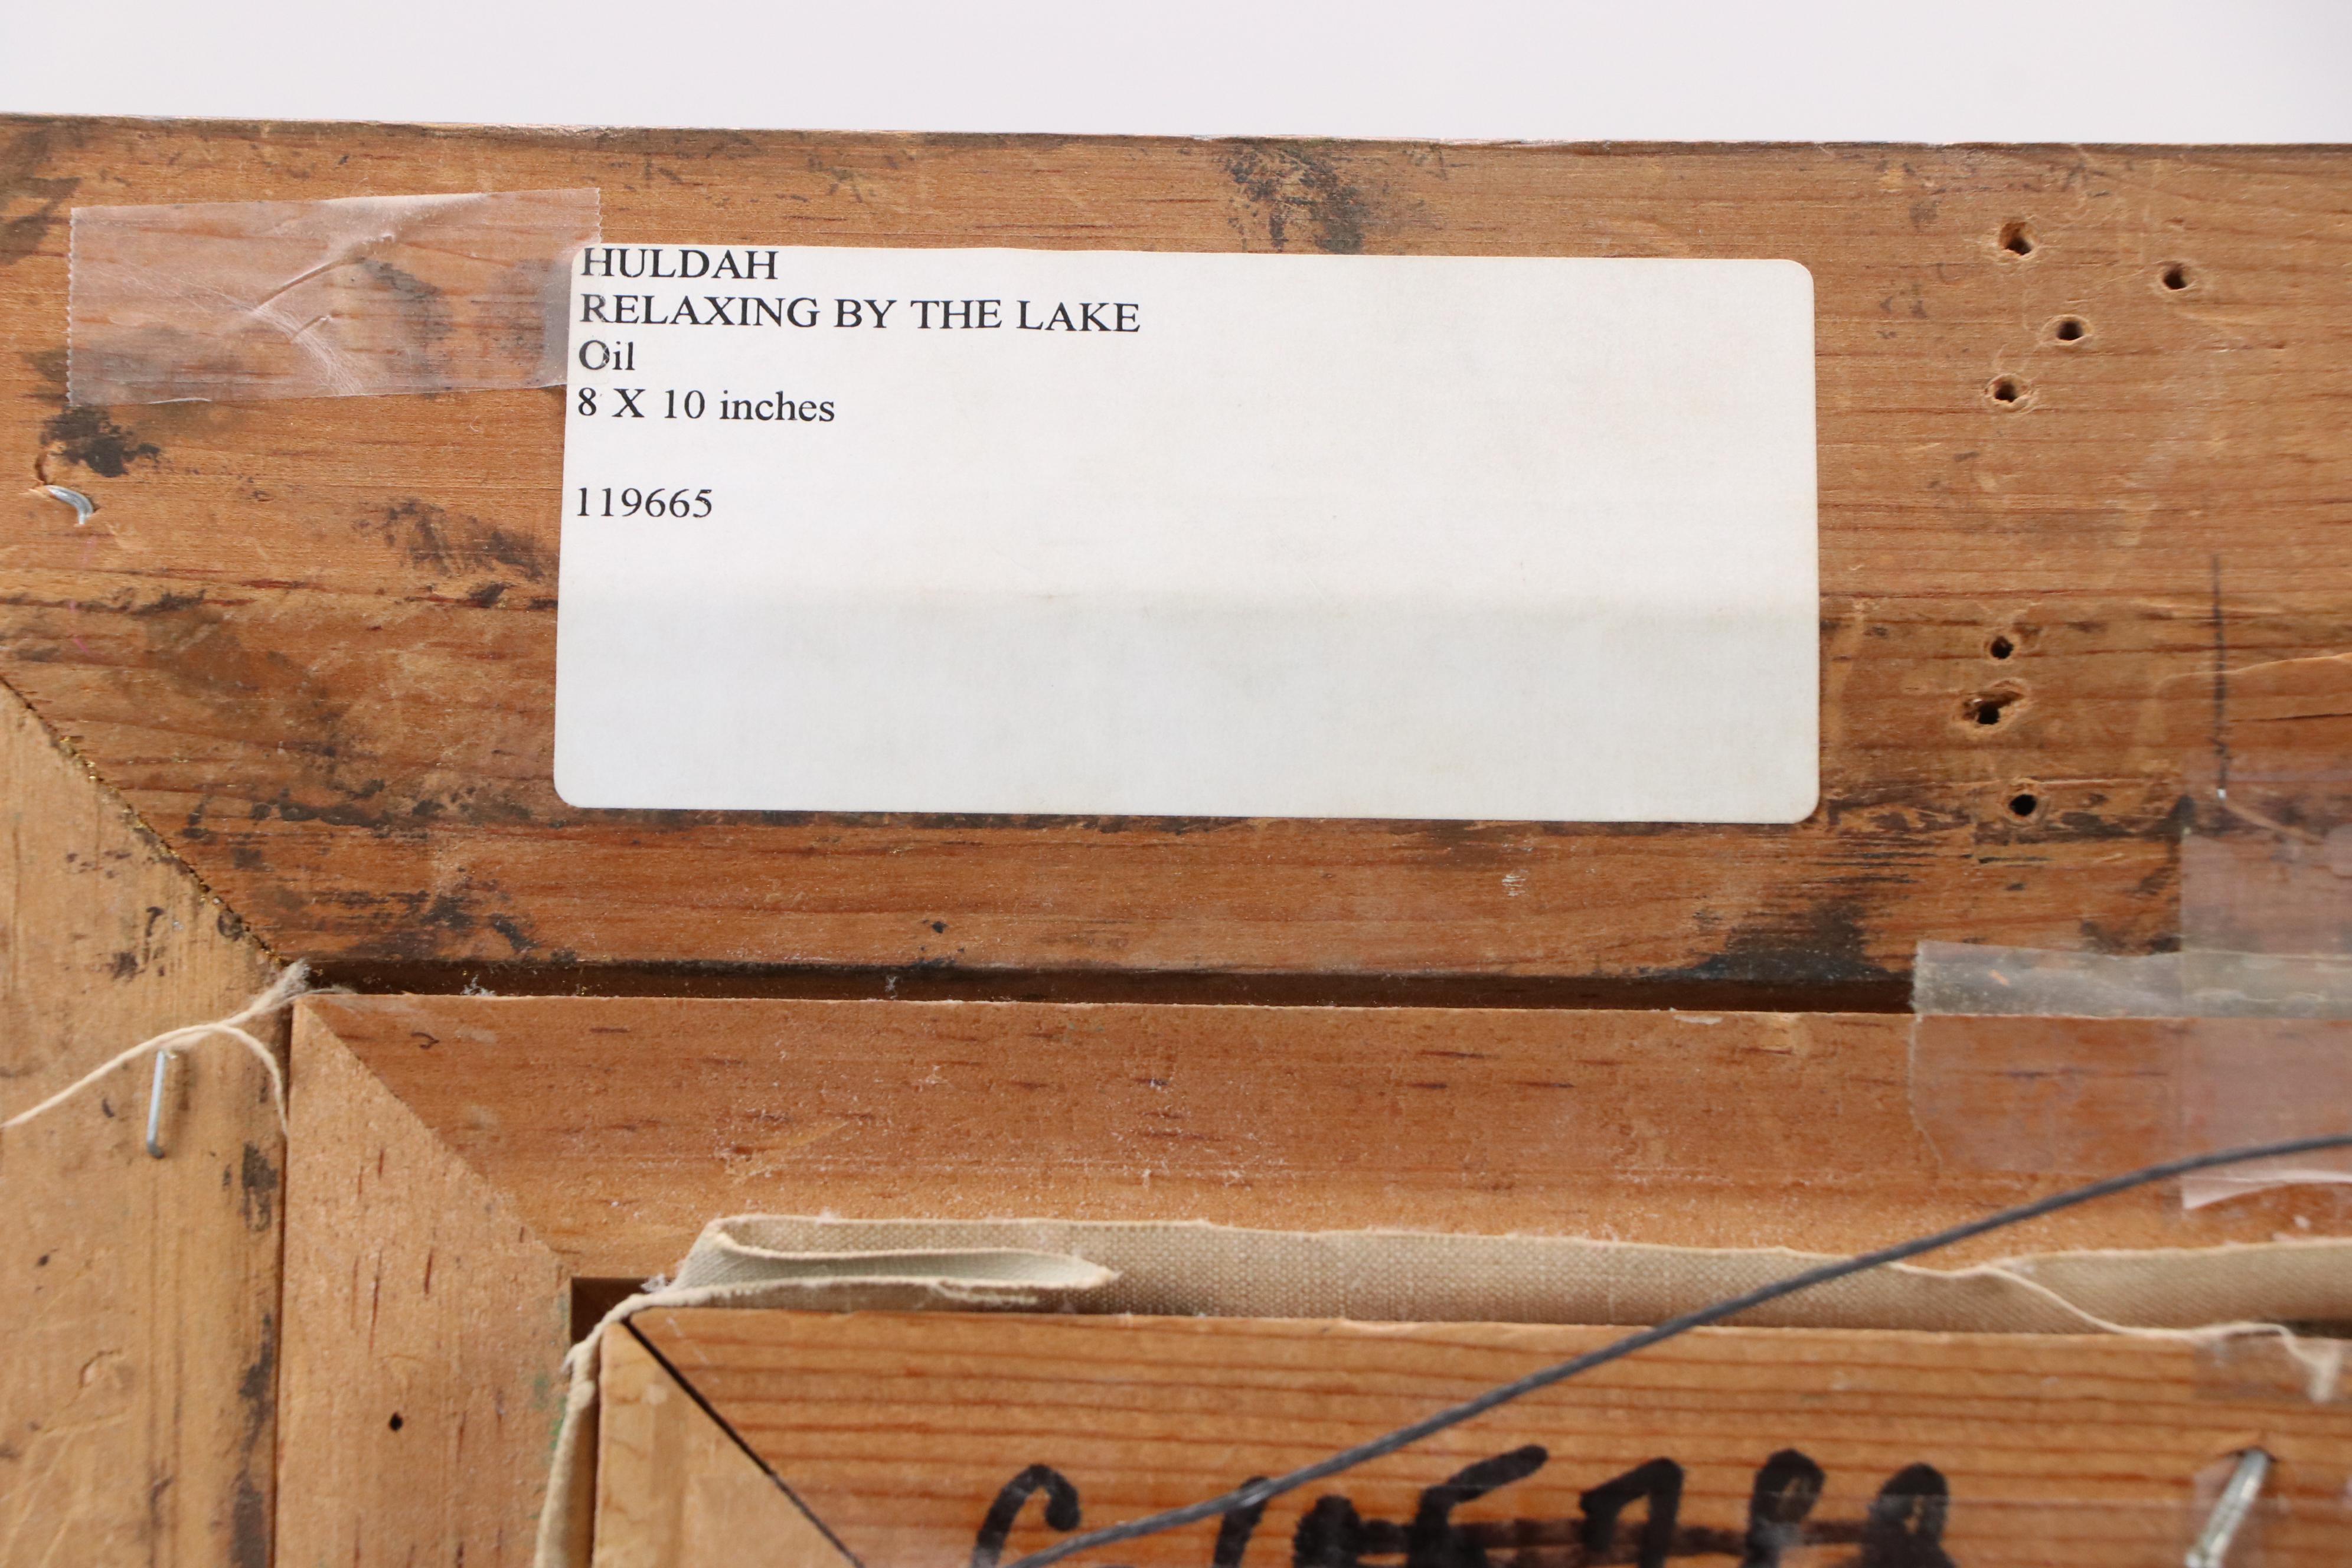 HULDAH
RELAXING BY THE LAKE
Oil
8 X 10 inches
119665